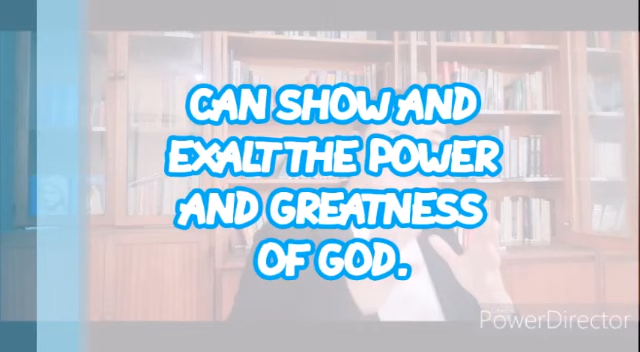 CAN SHOW AND
EXALT THE POWER
AND GREATNESS
OF GOD.
PowerDirector